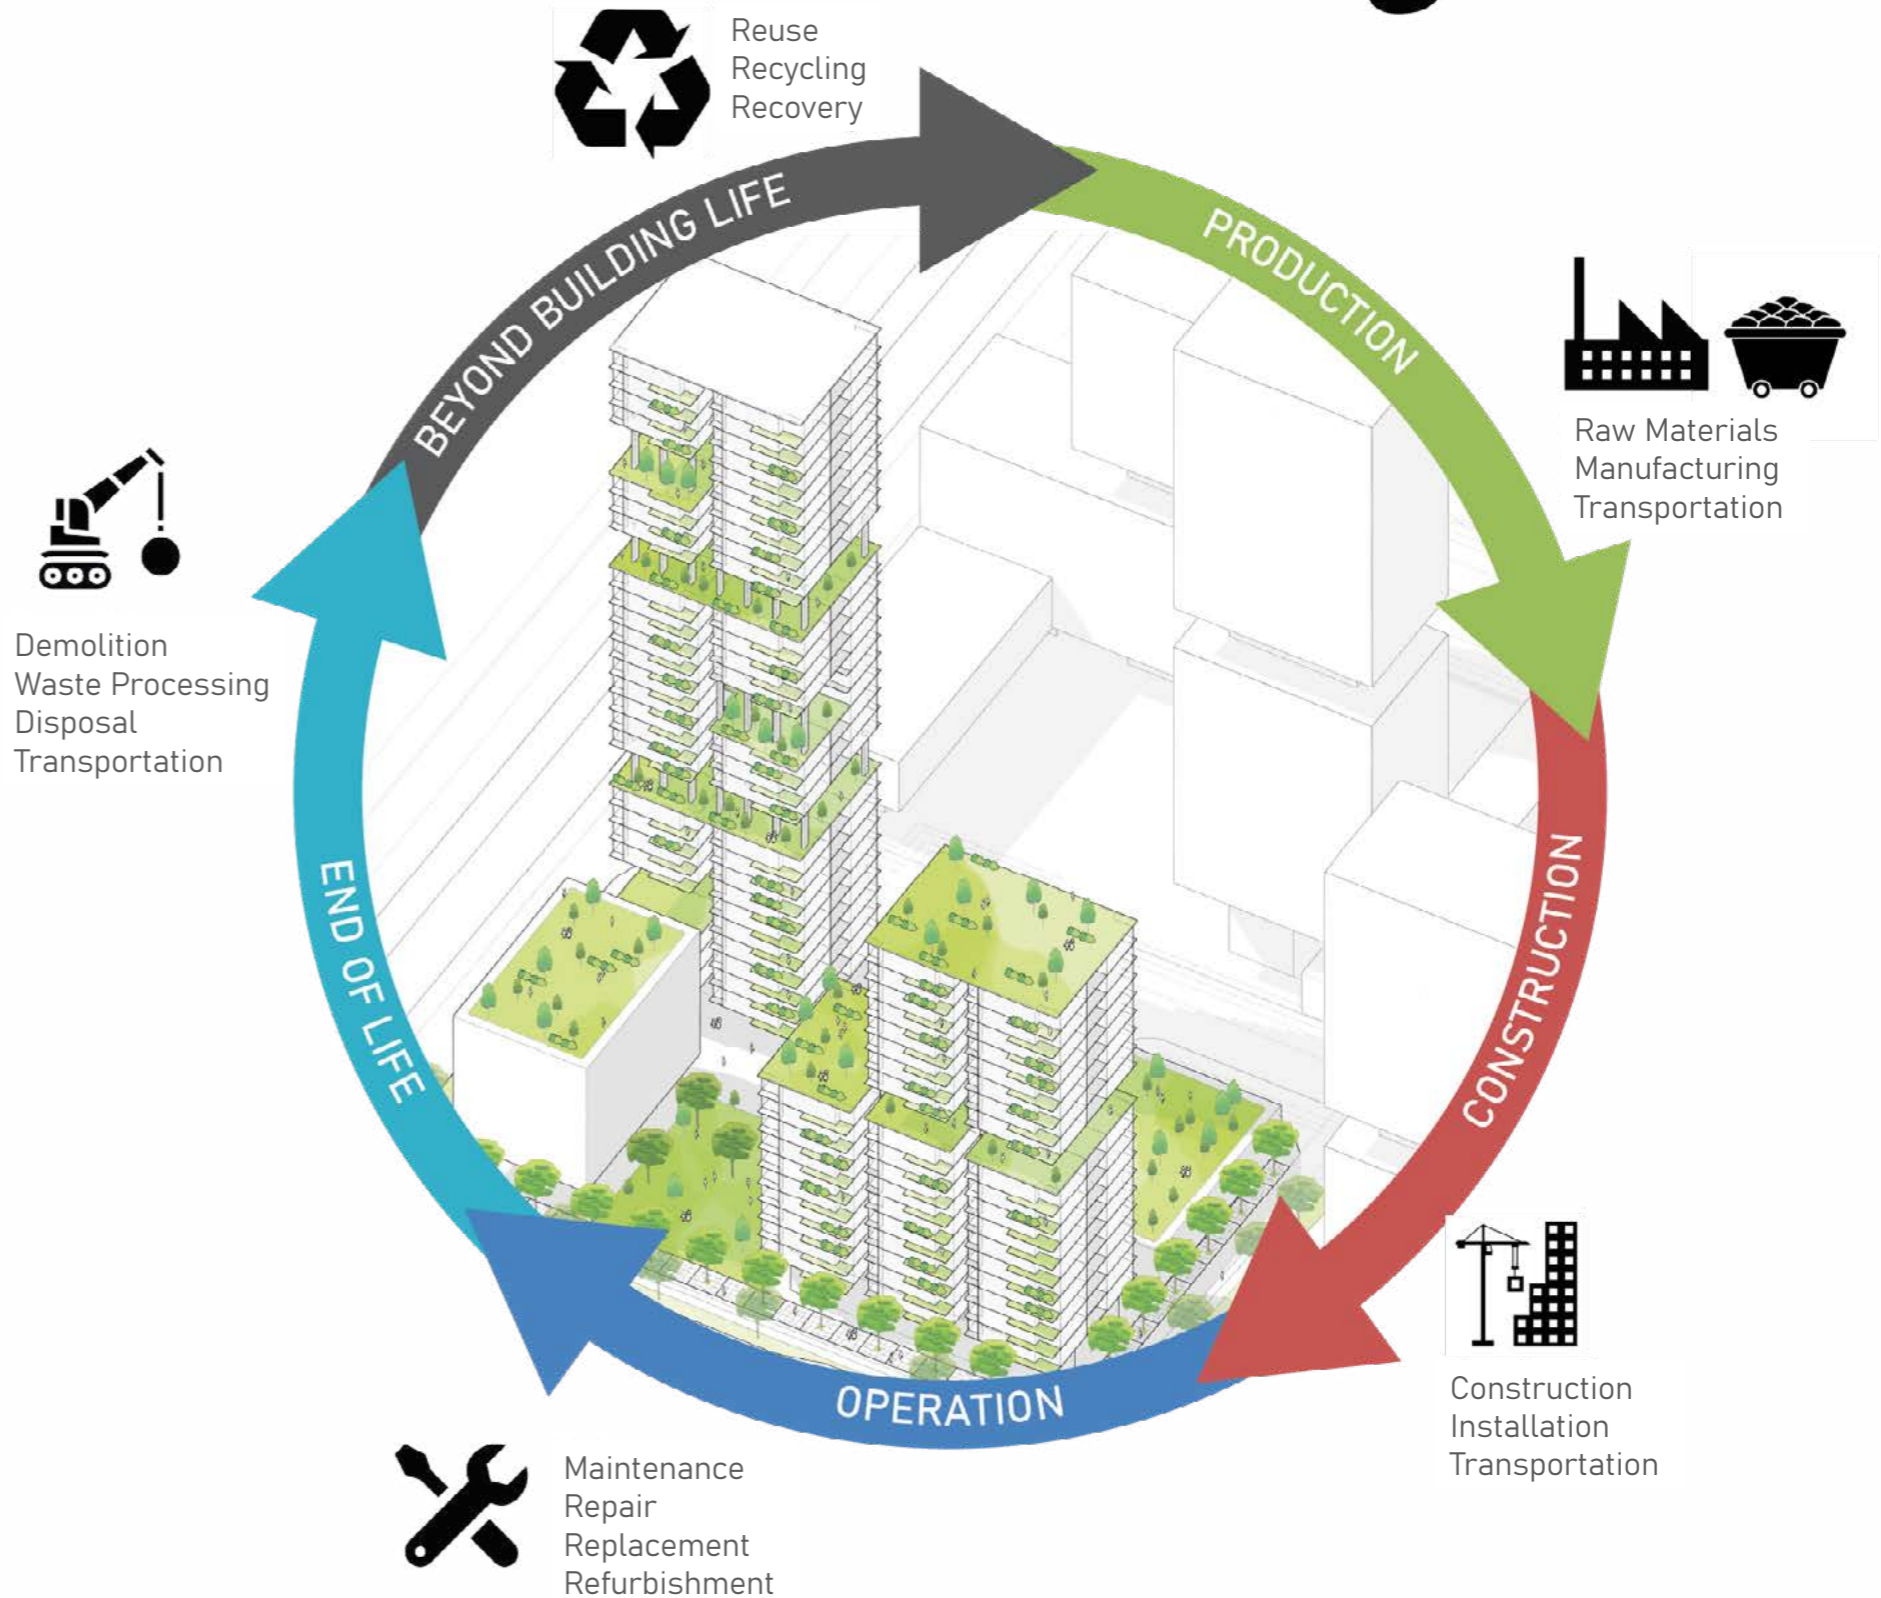 Reuse
Recycling
Recovery
BEYOND BUILDING LIFE
PRODUCTION
Raw Materials
Manufacturing
Transportation
CONSTRUCTION
Construction
Installation
Transportation
OPERATION
Maintenance
Repair
Replacement
Refurbishment
END OF LIFE
Demolition
Waste Processing
Disposal
Transportation